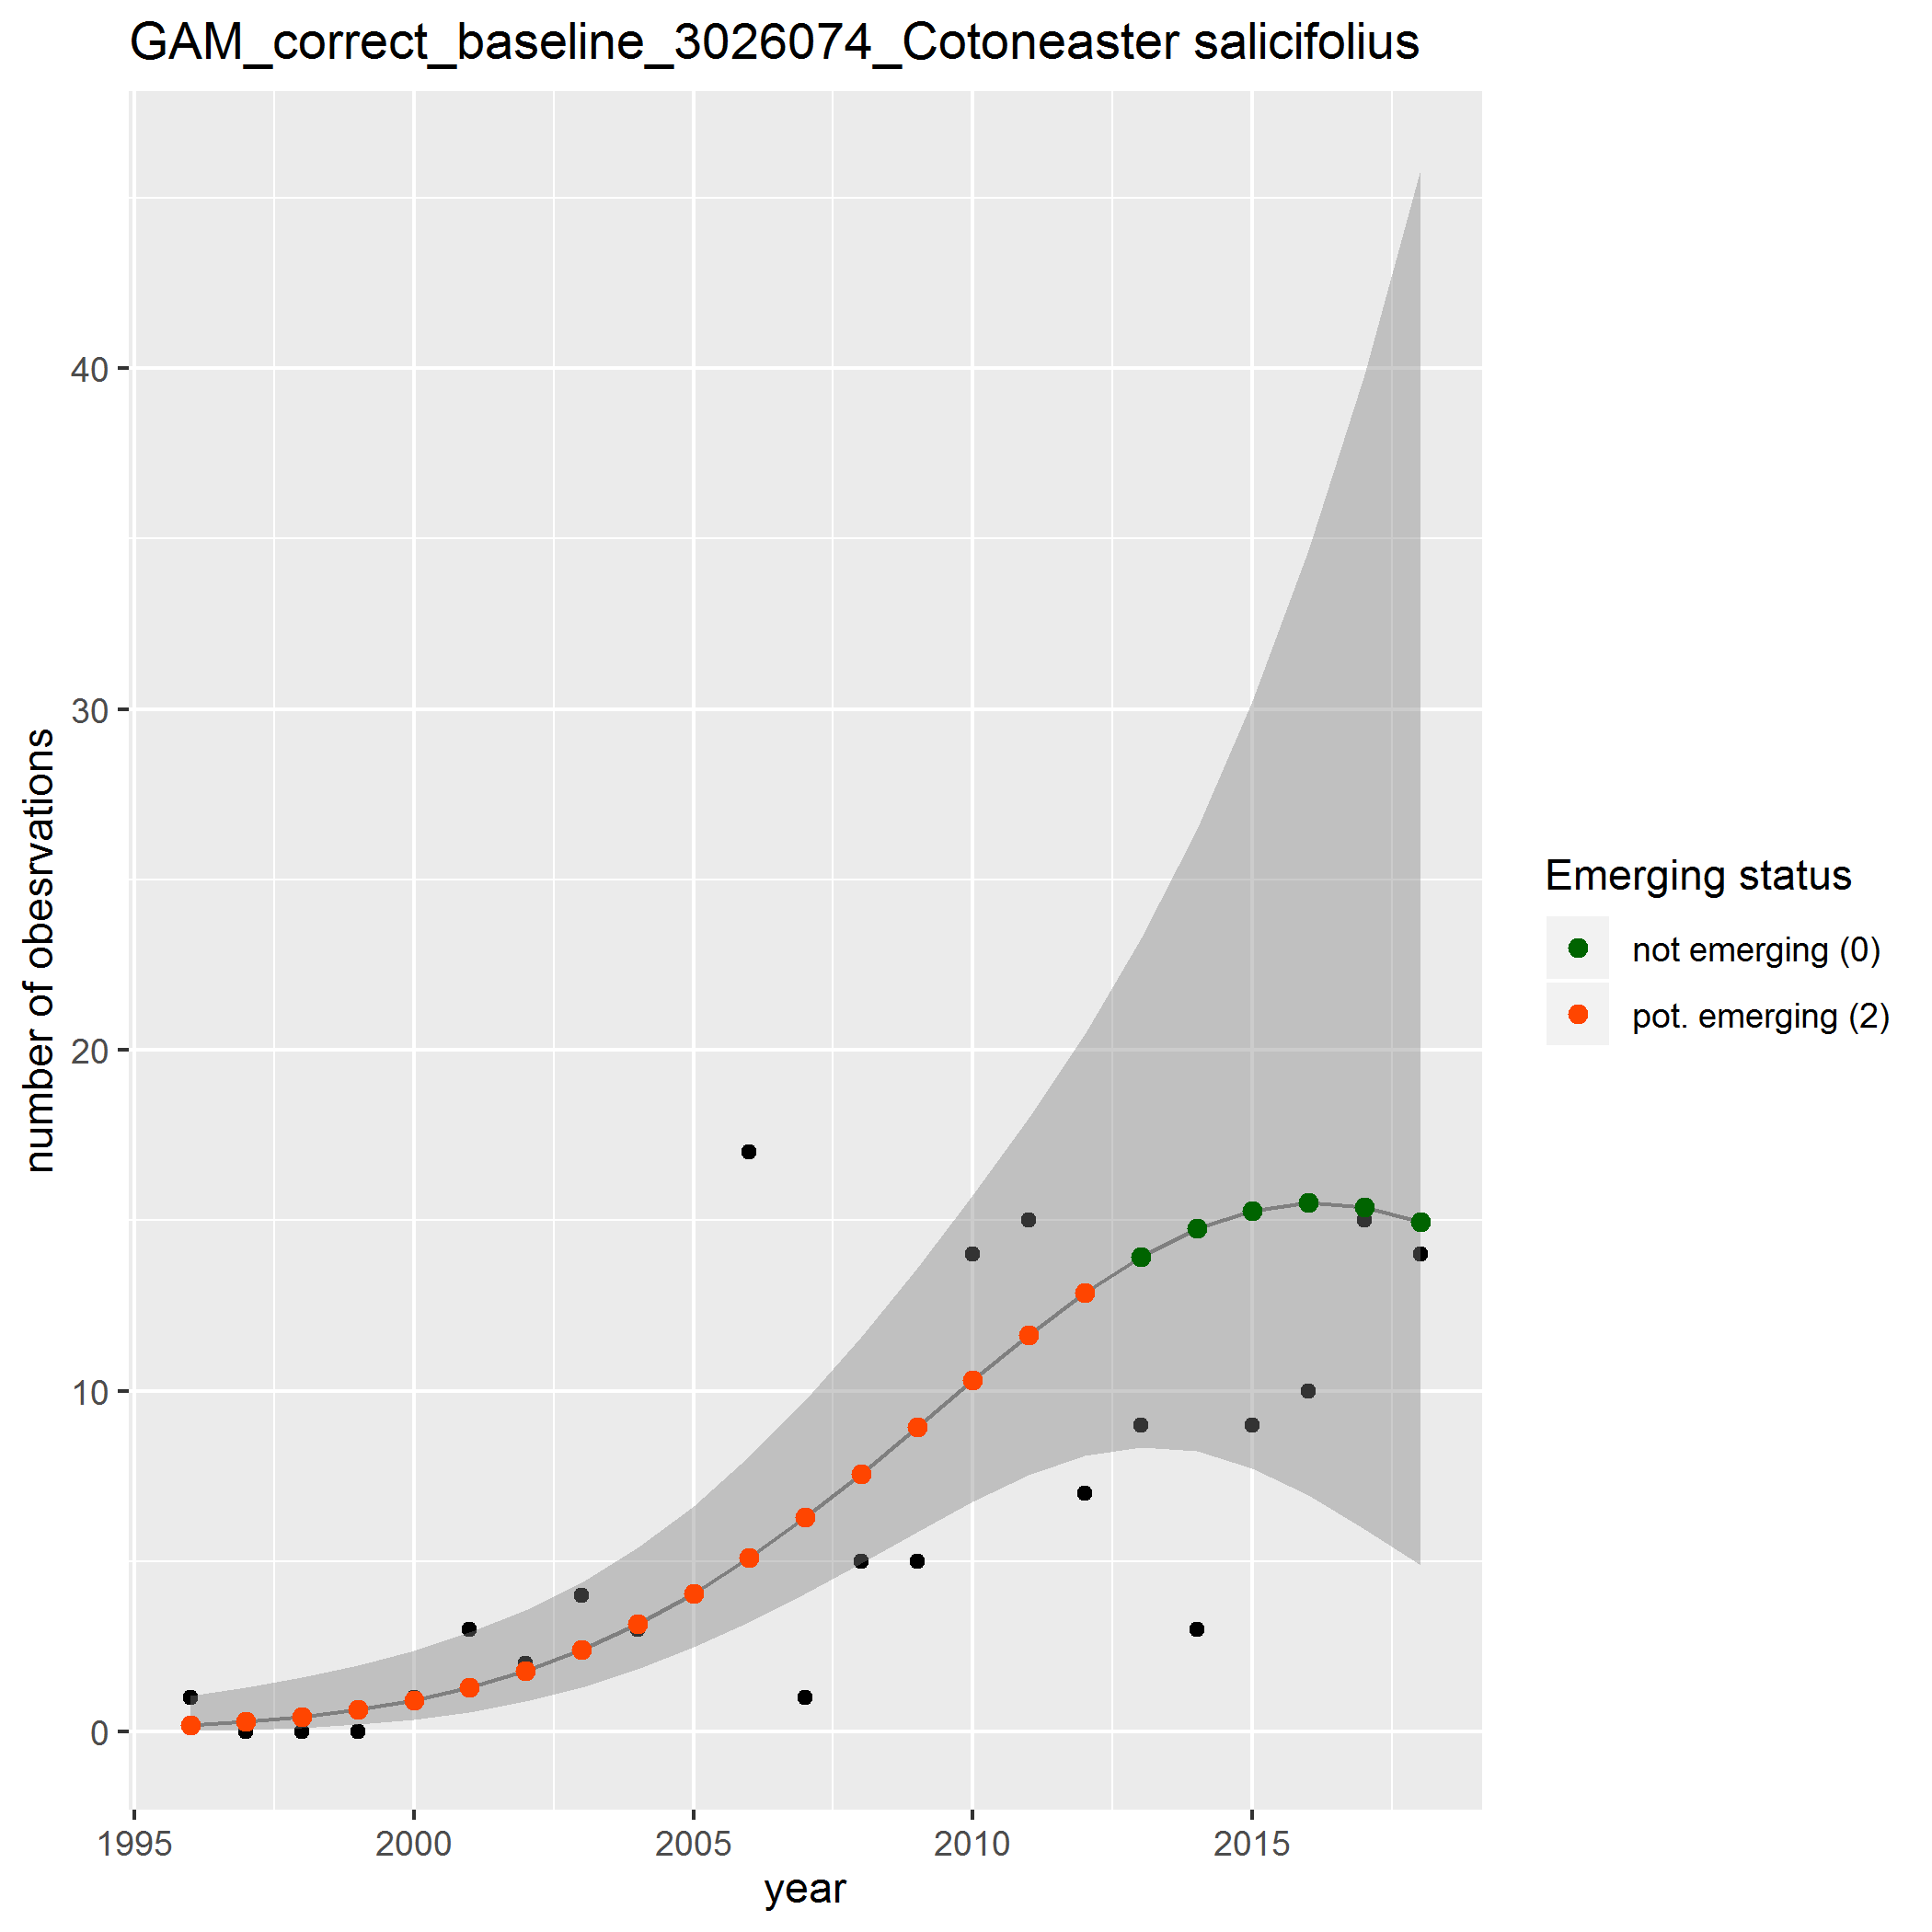 GAM_correct_baseline_3026074_Cotoneaster salicifolius
number of obesrvations
40
30
20
10
0
1995
2000
2005
2010
2015
year
Emerging status
not emerging (0)
pot. emerging (2)